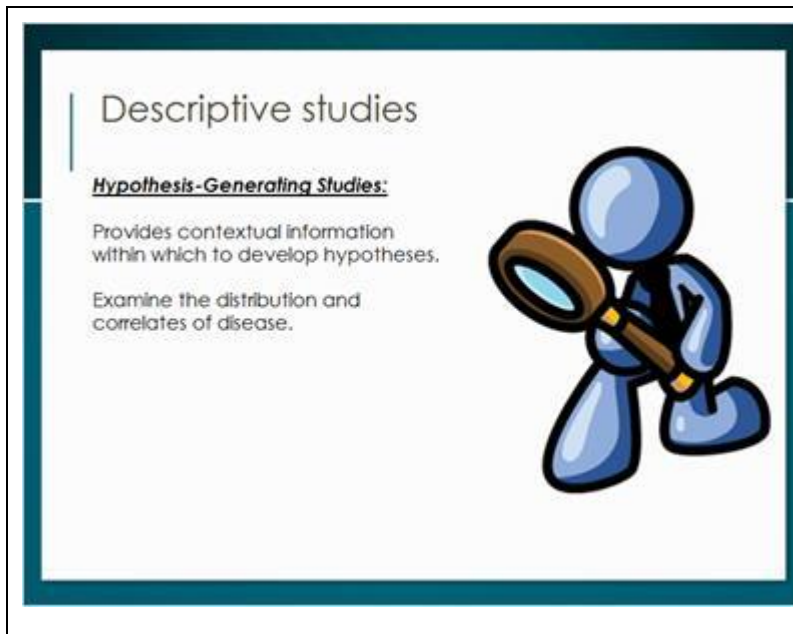 Descriptive studies
Hypothesis-Generating Studies:
Provides contextual information
within which to develop hypotheses.
Examine the distribution and
correlates of disease.